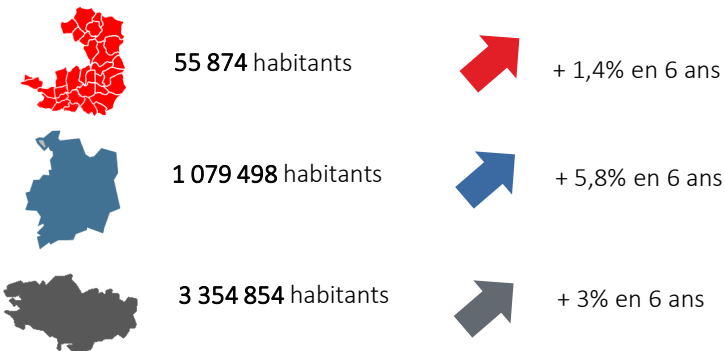 55 874 habitants
+ 1,4% en 6 ans
1 079 498 habitants
+ 5,8% en 6 ans
3 354 854 habitants
+ 3% en 6 ans